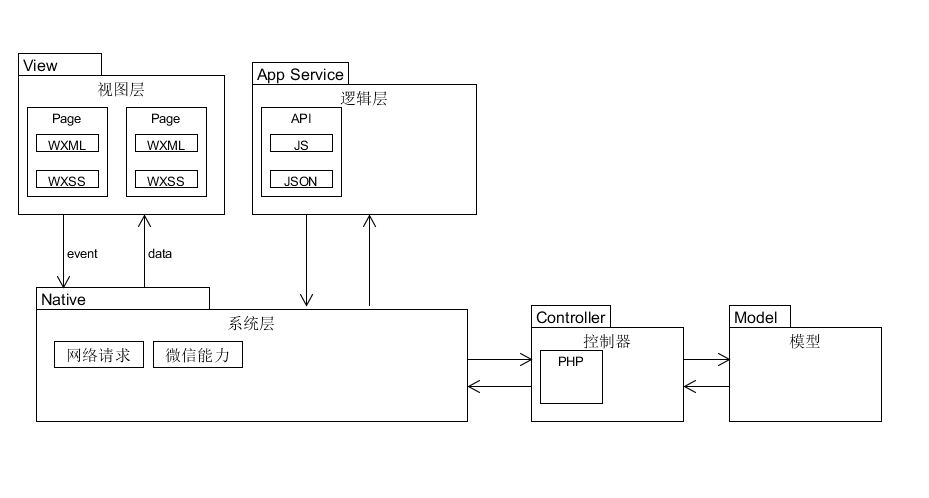 View
视图层
Page
WXML
WXSS
Page
WXML
WXSS
App Service
逻辑层
API
JS
JSON
event
data
Native
系统层
网络请求
微信能力
Controller
控制器
PHP
Model
模型